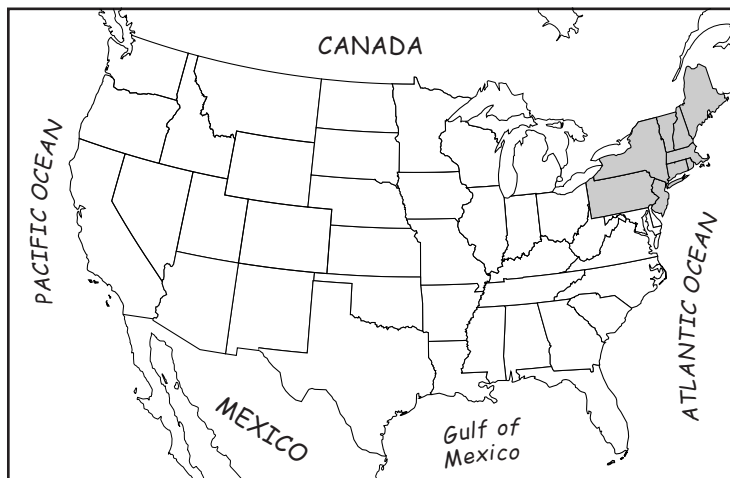 CANADA
PACIFIC OCEAN
ATLANTIC OCEAN
MEXICO
Gulf of
Mexico